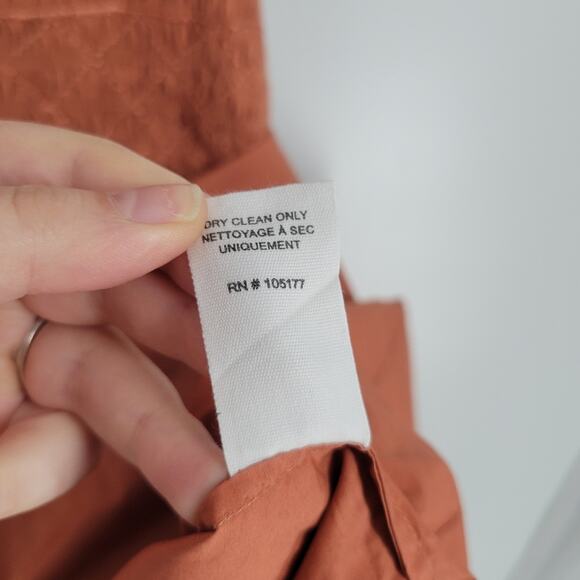 DRY CLEAN ONLY
NETTOYAGE À SEC
UNIQUEMENT
RN # 105177